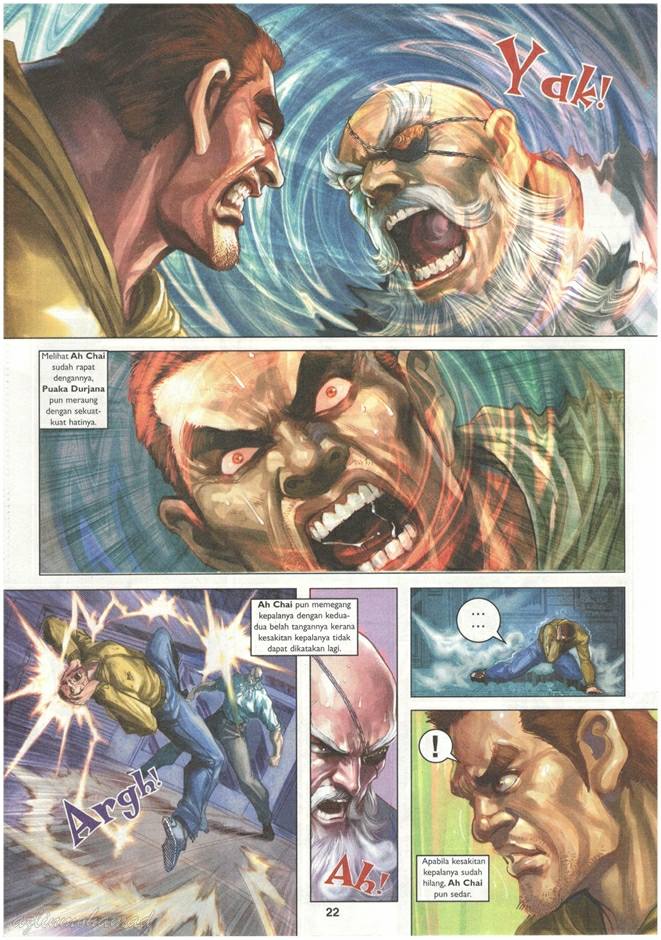 Yak!
Melihat Ah Chai
sudah rapat
dengannya,
Puaka Durjana
pun meraung
dengan sekuat-
kuat hatinya.
Ah Chai pun memegang
kepalanya dengan kedua-
dua belah tangannya kerana
kesakitan kepalanya tidak
dapat dikatakan lagi.
Argh!
Ah!
...
...
!
Apabila kesakitan
kepalanya sudah
hilang, Ah Chai
pun sedar.
22